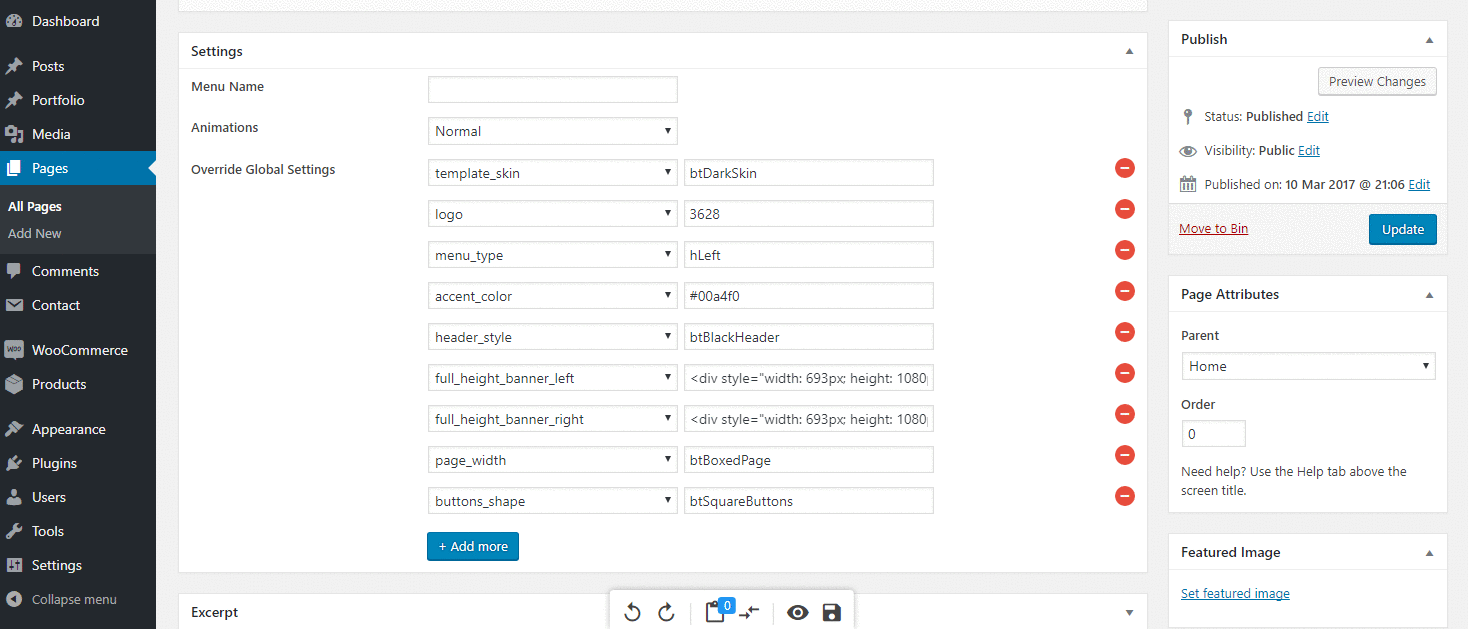 Dashboard
Posts
Portfolio
Media
Pages
All Pages
Add New
Comments
Contact
WOO WooCommerce
Products
Appearance
Plugins
Users
Tools
Settings
Collapse menu
Settings
Menu Name
Animations Normal
Override Global Settings template_skin btDarkSkin
logo 3628
menu_type hLeft
accent_color #00a4f0
header_style btBlackHeader
full_height_banner_left <div style="width: 693px; height: 1080p
full_height_banner_right <div style="width: 693px; height: 1080p
page_width btBoxedPage
buttons_shape btSquareButtons
+ Add more
Excerpt
0
Publish
Preview Changes
Status: Published Edit
Visibility: Public Edit
Published on: 10 Mar 2017 @ 21:06 Edit
Move to Bin Update
Page Attributes
Parent
Home
Order
0
Need help? Use the Help tab above the
screen title.
Featured Image
Set featured image